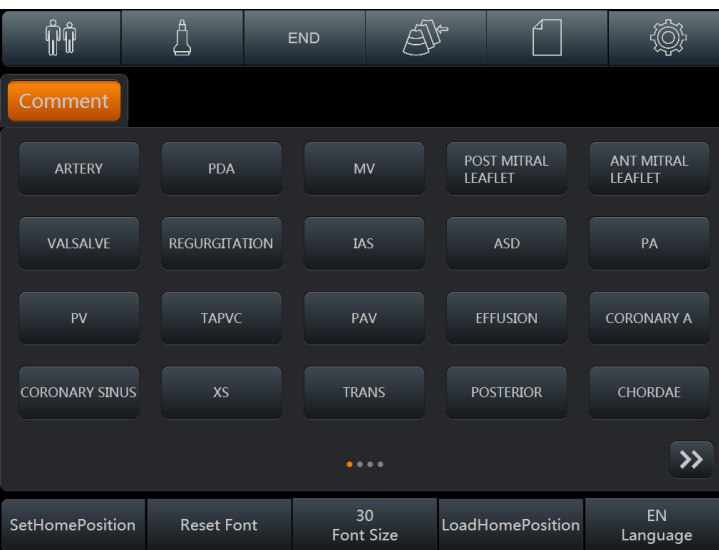 END
Comment
ARTERY
PDA
MV
POST MITRAL
LEAFLET
ANT MITRAL
LEAFLET
VALSALVE
REGURGITATION
IAS
ASD
PA
PV
TAPVC
PAV
EFFUSION
CORONARY A
CORONARY SINUS
XS
TRANS
POSTERIOR
CHORDAE
SetHomePosition
Reset Font
30
Font Size
LoadHomePosition
EN
Language